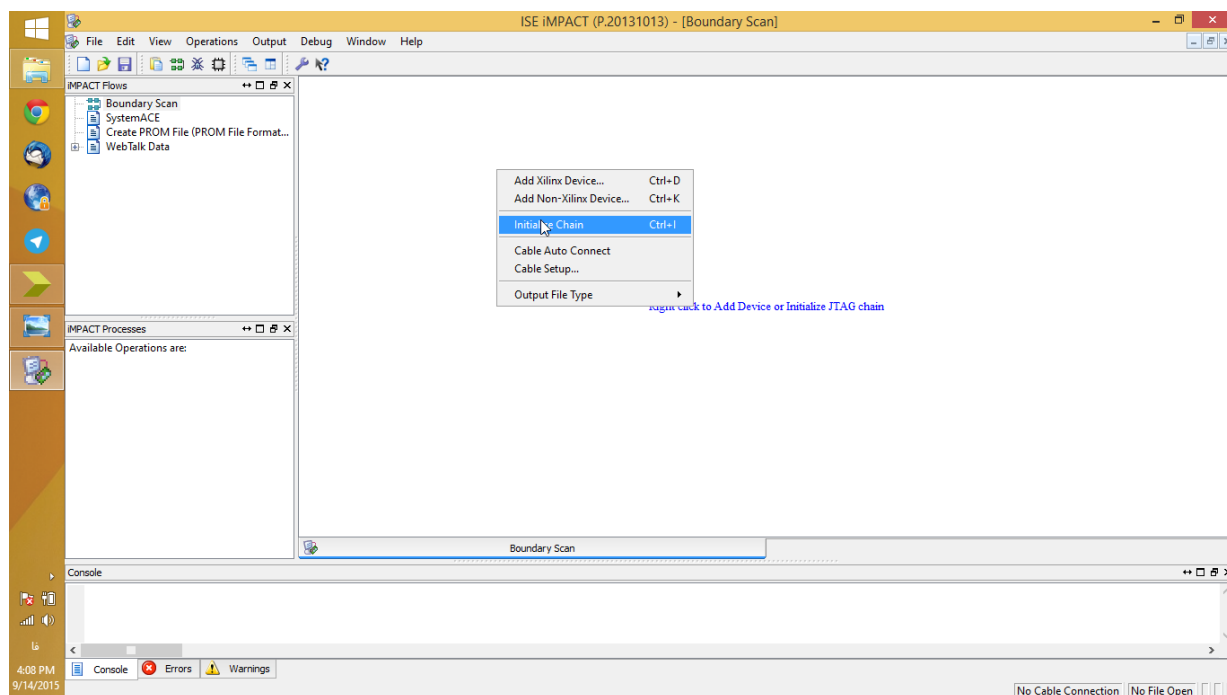 ISE iMPACT (P.20131013) - [Boundary Scan]
File Edit View Operations Output Debug Window Help
iMPACT Flows
Boundary Scan
SystemACE
Create PROM File (PROM File Format...
WebTalk Data
Add Xilinx Device... Ctrl+D
Add Non-Xilinx Device... Ctrl+K
Initialize Chain Ctrl+I
Cable Auto Connect
Cable Setup...
Output File Type
Right click to Add Device or Initialize JTAG chain
iMPACT Processes
Available Operations are:
Boundary Scan
Console
Console Errors Warnings
No Cable Connection No File Open
فا
4:08 PM
9/14/2015